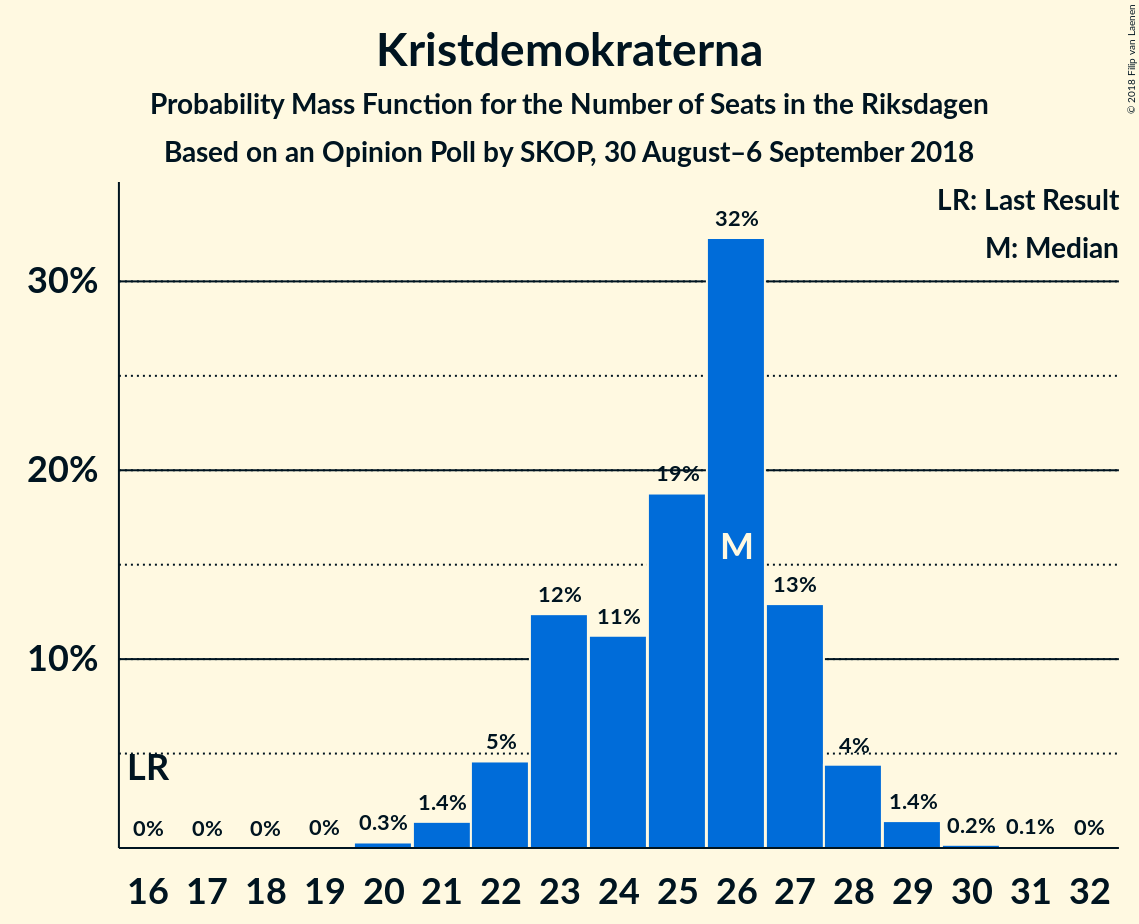 Kristdemokraterna
Probability Mass Function for the Number of Seats in the Riksdagen
Based on an Opinion Poll by SKOP, 30 August–6 September 2018
© 2018 Filip van Laenen
LR: Last Result
M: Median
30%
20%
10%
32%
19%
M
12%
11%
13%
5%
4%
LR
0%
0%
0%
0%
0.3%
1.4%
1.4%
0.2%
0.1%
0%
16 17 18 19 20 21 22 23 24 25 26 27 28 29 30 31 32